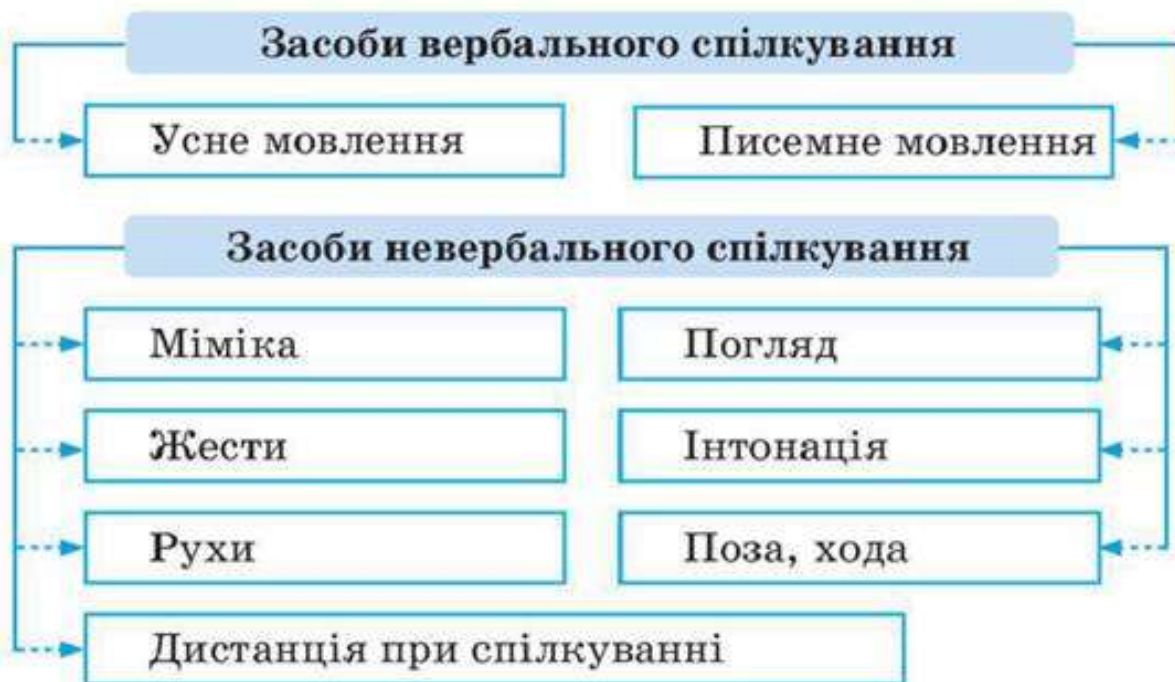 Засоби вербального спілкування
Усне мовлення
Писемне мовлення
Засоби невербального спілкування
Міміка
Погляд
Жести
Інтонація
Рухи
Поза, хода
Дистанція при спілкуванні